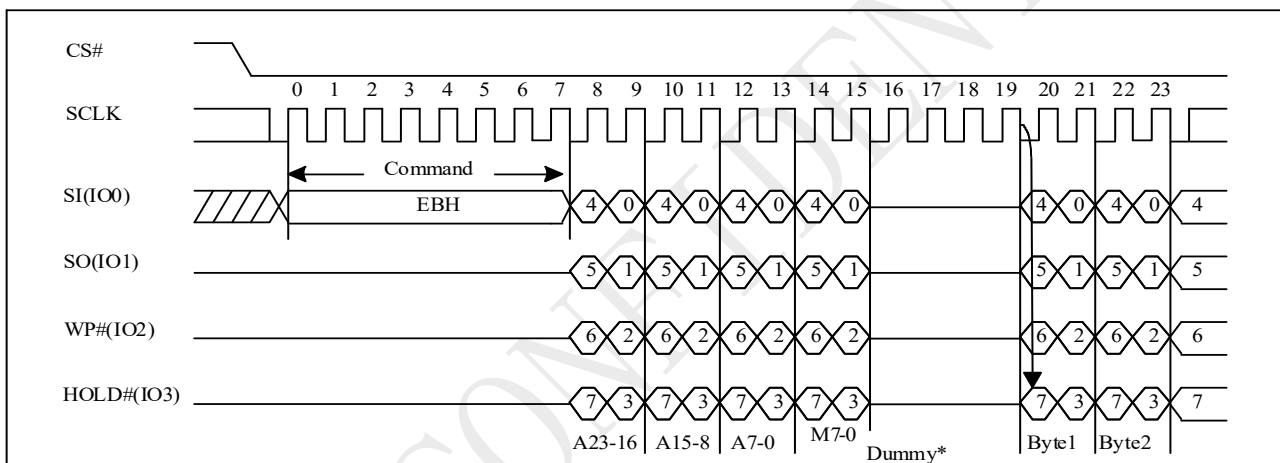 CS#
0 1 2 3 4 5 6 7 8 9 10 11 12 13 14 15 16 17 18 19 20 21 22 23
SCLK
Command
SI(IO0) EBH 4 0 4 0 4 0 4 0 4 0 4 0 4
SO(IO1) 5 1 5 1 5 1 5 1 5 1 5 1 5
WP#(IO2) 6 2 6 2 6 2 6 2 6 2 6 2 6
HOLD#(IO3) 7 3 7 3 7 3 7 3 7 3 7 3 7
A23-16 A15-8 A7-0 M7-0 Dummy* Byte1 Byte2